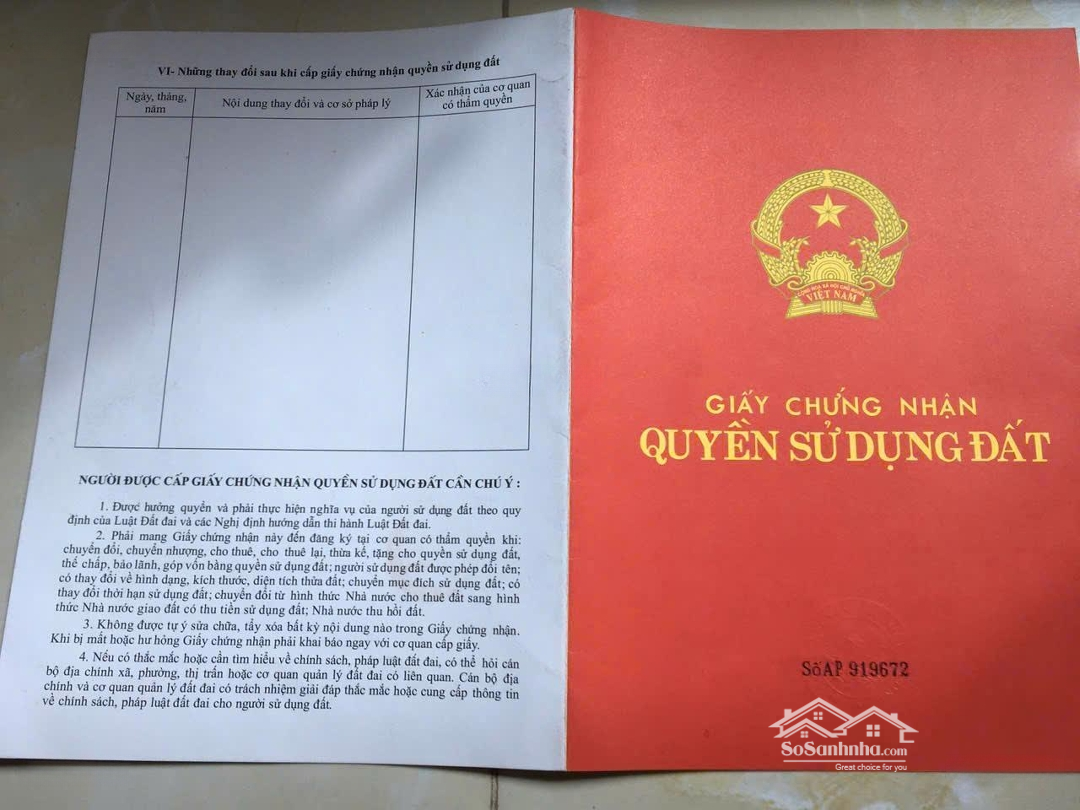 VI- Những thay đổi sau khi cấp giấy chứng nhận quyền sử dụng đất
Ngày, tháng, năm
Nội dung thay đổi và cơ sở pháp lý
Xác nhận của cơ quan có thẩm quyền
NGƯỜI ĐƯỢC CẤP GIẤY CHỨNG NHẬN QUYỀN SỬ DỤNG ĐẤT CẦN CHÚ Ý :
1. Được hưởng quyền và phải thực hiện nghĩa vụ của người sử dụng đất theo quy
định của Luật Đất đai và các Nghị định hướng dẫn thi hành Luật Đất đai.
2. Phải mang Giấy chứng nhận này đến đăng ký tại cơ quan có thẩm quyền khi:
chuyển đổi, chuyển nhượng, cho thuê, cho thuê lại, thừa kế, tặng cho quyền sử dụng đất,
thế chấp, bảo lãnh, góp vốn bằng quyền sử dụng đất; người sử dụng đất được phép đổi tên;
có thay đổi về hình dạng, kích thước, diện tích thửa đất; chuyển mục đích sử dụng đất; có
thay đổi thời hạn sử dụng đất; chuyển đổi từ hình thức Nhà nước cho thuê đất sang hình
thức Nhà nước giao đất có thu tiền sử dụng đất; Nhà nước thu hồi đất.
3. Không được tự ý sửa chữa, tẩy xóa bất kỳ nội dung nào trong Giấy chứng nhận.
Khi bị mất hoặc hư hỏng Giấy chứng nhận phải khai báo ngay với cơ quan cấp giấy.
4. Nếu có thắc mắc hoặc cần tìm hiểu về chính sách, pháp luật đất đai, có thể hỏi cán
bộ địa chính xã, phường, thị trấn hoặc cơ quan quản lý đất đai có liên quan. Cán bộ địa
chính và cơ quan quản lý đất đai có trách nhiệm giải đáp thắc mắc hoặc cung cấp thông tin
về chính sách, pháp luật đất đai cho người sử dụng đất.
CỘNG HÒA XÃ HỘI CHỦ NGHĨA
VIỆT NAM
GIẤY CHỨNG NHẬN
QUYỀN SỬ DỤNG ĐẤT
Số AP 919672
SoSanhnha.com
Great choice for you